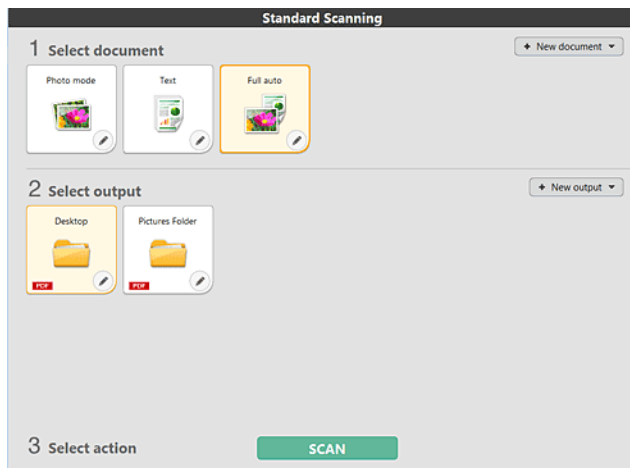 Standard Scanning
1 Select document
+ New document
Photo mode
Text
Full auto
2 Select output
+ New output
Desktop
Pictures Folder
PDF
PDF
3 Select action
SCAN